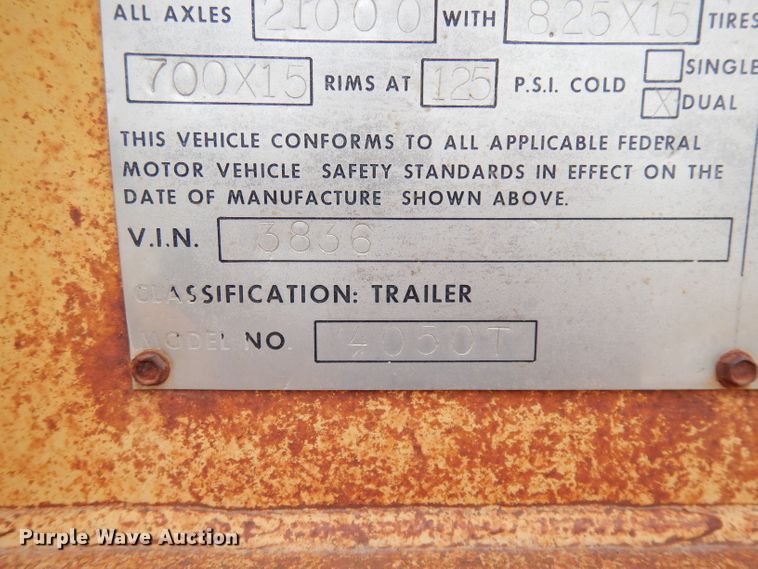 ALL AXLES 21000 WITH 8.25X15 TIRES
700X15 RIMS AT 125 P.S.I. COLD SINGLE
X DUAL
THIS VEHICLE CONFORMS TO ALL APPLICABLE FEDERAL
MOTOR VEHICLE SAFETY STANDARDS IN EFFECT ON THE
DATE OF MANUFACTURE SHOWN ABOVE.
V.I.N. 3836
CLASSIFICATION: TRAILER
MODEL NO. 4050T
Purple Wave Auction